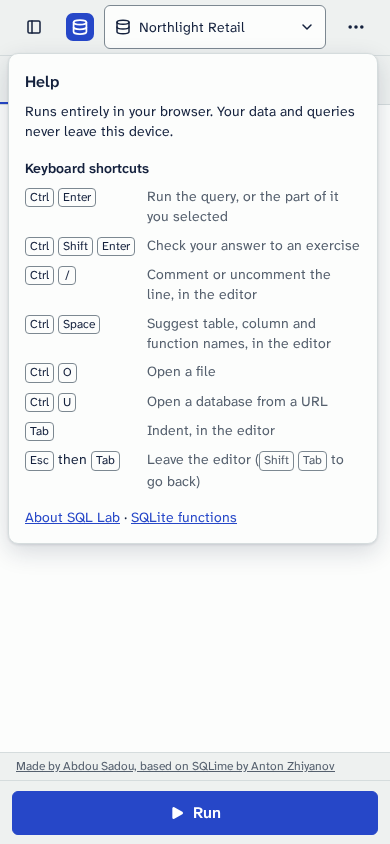 Northlight Retail
Help
Runs entirely in your browser. Your data and queries
never leave this device.
Keyboard shortcuts
Ctrl Enter Run the query, or the part of it
you selected
Ctrl Shift Enter Check your answer to an exercise
Ctrl / Comment or uncomment the
line, in the editor
Ctrl Space Suggest table, column and
function names, in the editor
Ctrl O Open a file
Ctrl U Open a database from a URL
Tab Indent, in the editor
Esc then Tab Leave the editor (Shift Tab to
go back)
About SQL Lab · SQLite functions
Made by Abdou Sadou, based on SQLime by Anton Zhiyanov
Run